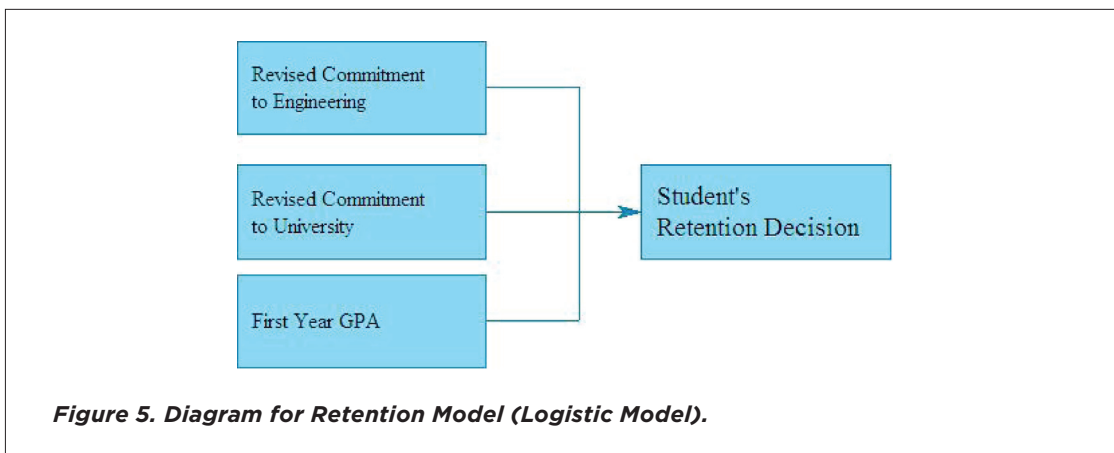 Revised Commitment
to Engineering
Revised Commitment
to University
First Year GPA
Student's
Retention Decision
Figure 5. Diagram for Retention Model (Logistic Model).